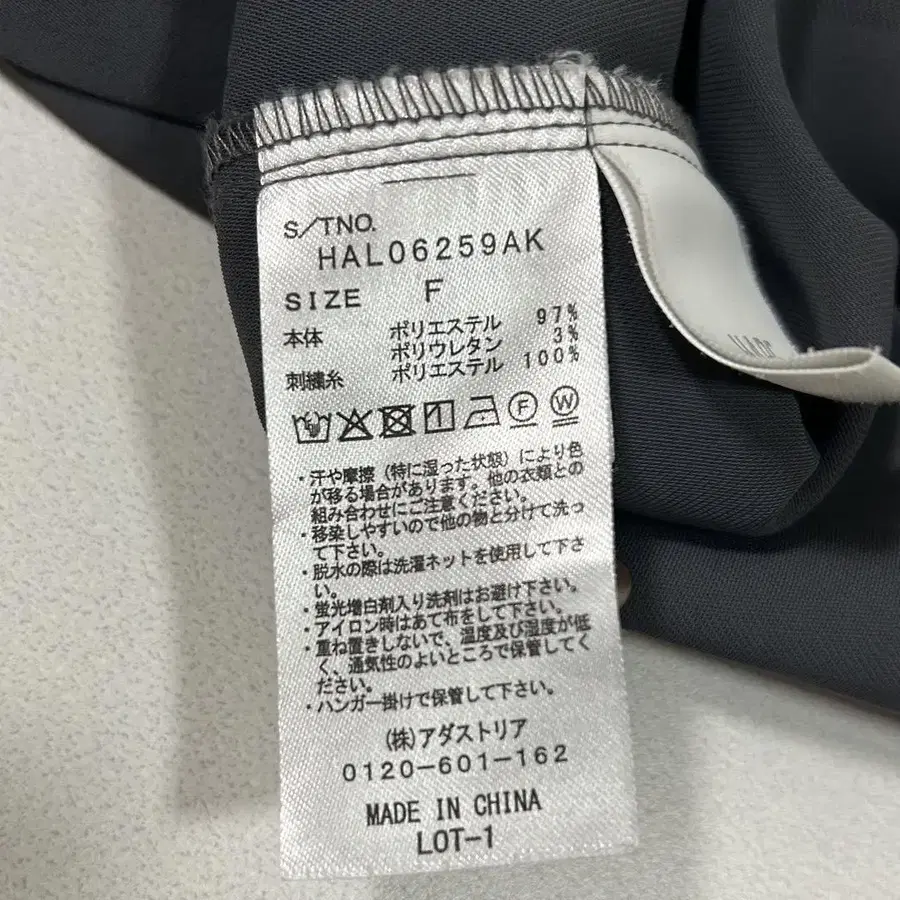 S/TNO.
HAL06259AK
SIZE F
本体 ポリエステル 97%
ポリウレタン 3%
刺繍糸 ポリエステル 100%
F W
・汗や摩擦（特に湿った状態）により色
が移る場合があります。他の衣類との
組み合わせにご注意ください。
・移染しやすいので他の物と分けて洗っ
て下さい。
・脱水の際は洗濯ネットを使用して下さ
い。
・蛍光増白剤入り洗剤はお避け下さい。
・アイロン時はあて布をして下さい。
・重ね置きしないで、温度及び湿度が低
く、通気性のよいところで保管してく
ださい。
・ハンガー掛けで保管して下さい。
(株)アダストリア
0120-601-162
MADE IN CHINA
LOT-1